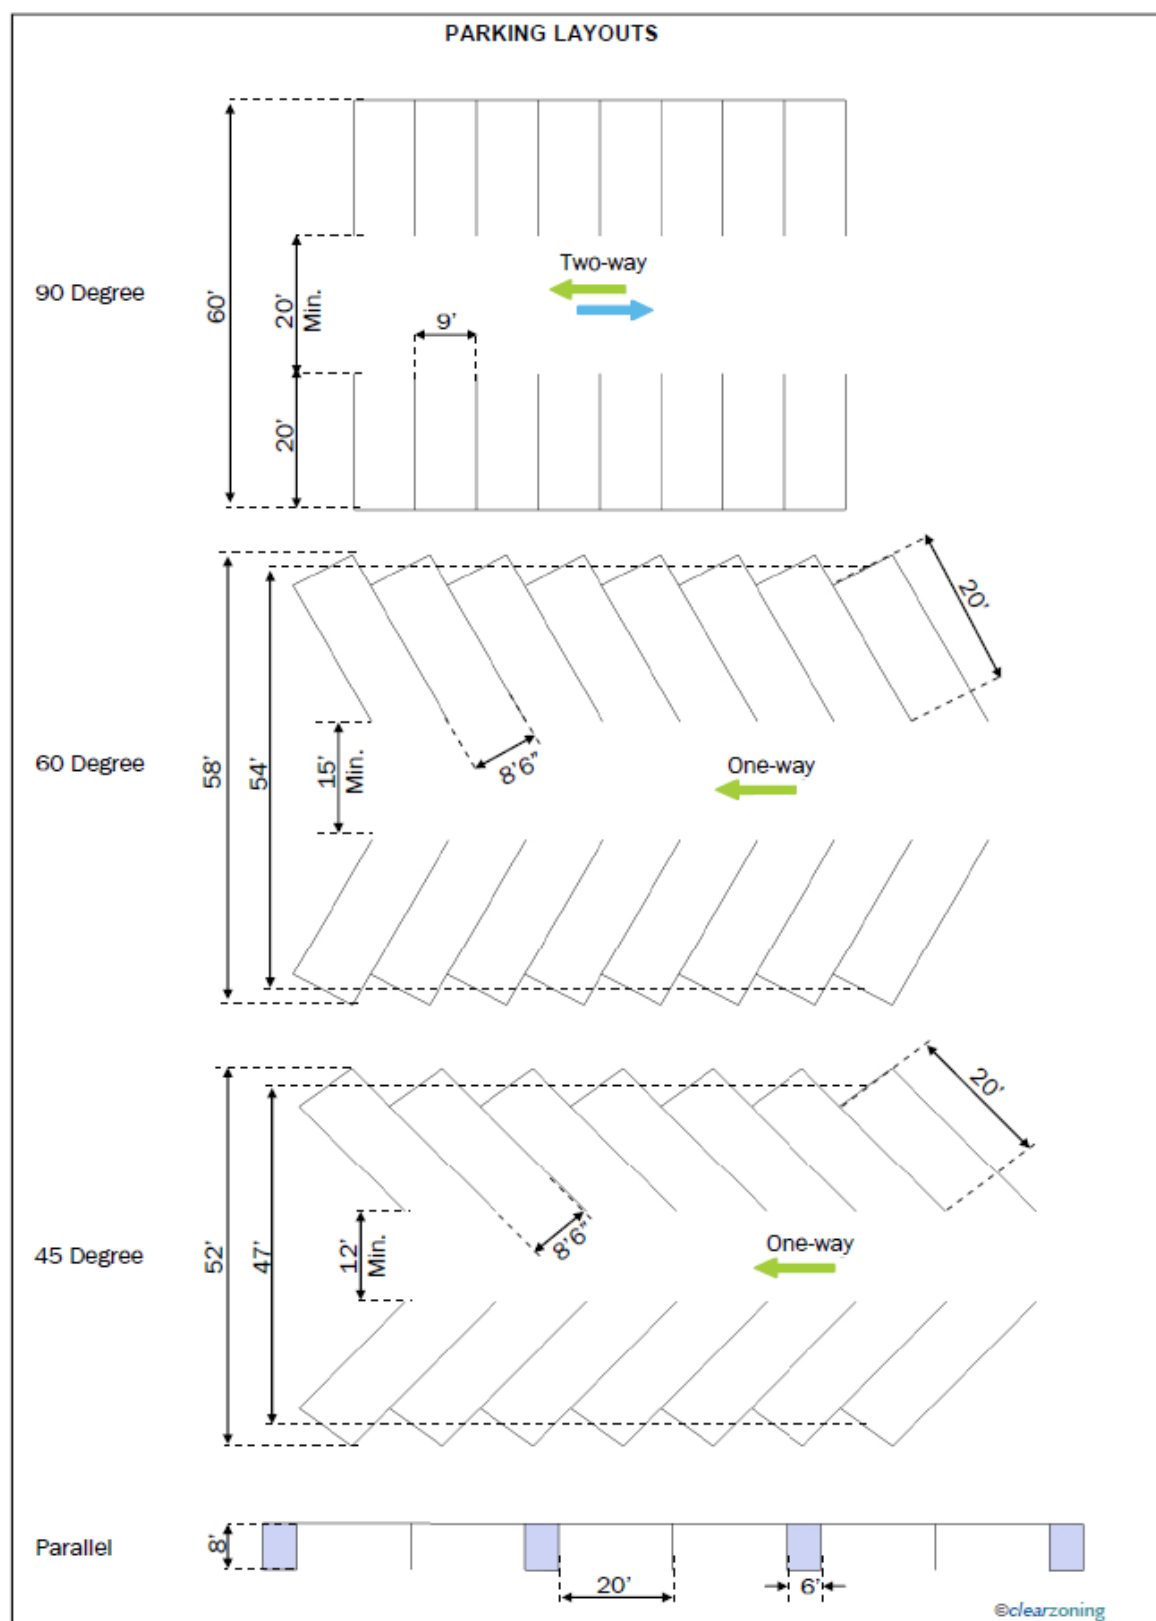 PARKING LAYOUTS
90 Degree
60'
20'
Min.
20'
9'
Two-way
60 Degree
58'
54'
15'
Min.
8'6"
20'
One-way
45 Degree
52'
47'
12'
Min.
8'6"
20'
One-way
Parallel
8'
20'
6'
©clearzoning